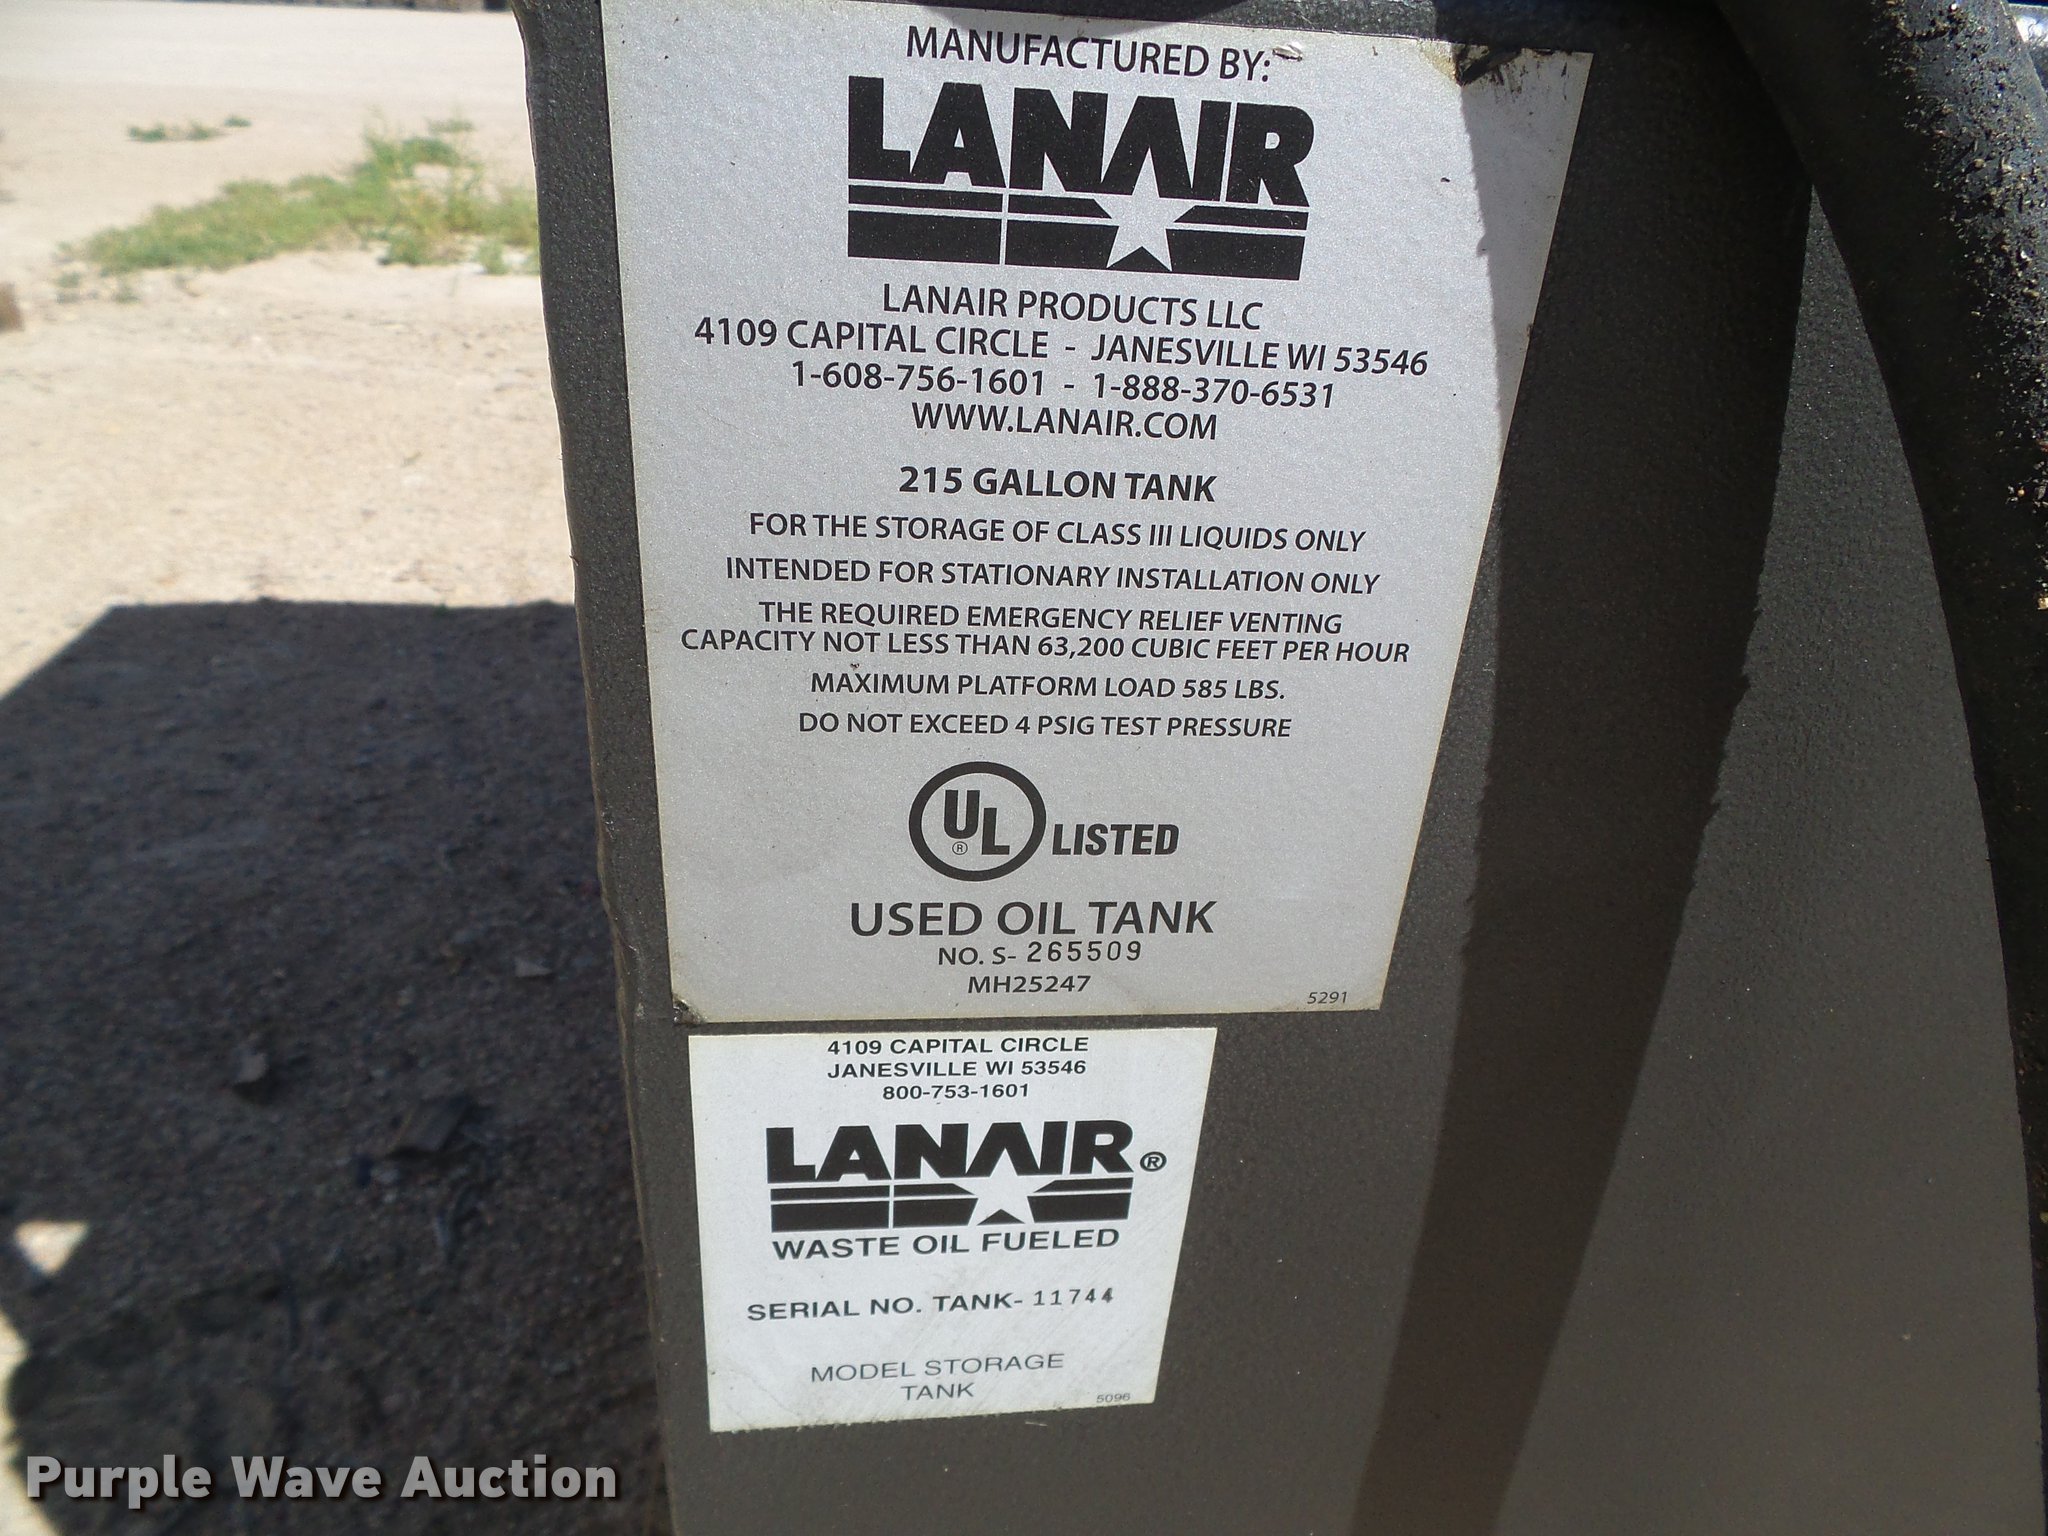 MANUFACTURED BY:
LANAIR
LANAIR PRODUCTS LLC
4109 CAPITAL CIRCLE - JANESVILLE WI 53546
1-608-756-1601 - 1-888-370-6531
WWW.LANAIR.COM
215 GALLON TANK
FOR THE STORAGE OF CLASS III LIQUIDS ONLY
INTENDED FOR STATIONARY INSTALLATION ONLY
THE REQUIRED EMERGENCY RELIEF VENTING
CAPACITY NOT LESS THAN 63,200 CUBIC FEET PER HOUR
MAXIMUM PLATFORM LOAD 585 LBS.
DO NOT EXCEED 4 PSIG TEST PRESSURE
UL® LISTED
USED OIL TANK
NO. S- 265509
MH25247
5291
4109 CAPITAL CIRCLE
JANESVILLE WI 53546
800-753-1601
LANAIR®
WASTE OIL FUELED
SERIAL NO. TANK- 11744
MODEL STORAGE
TANK
5096
Purple Wave Auction